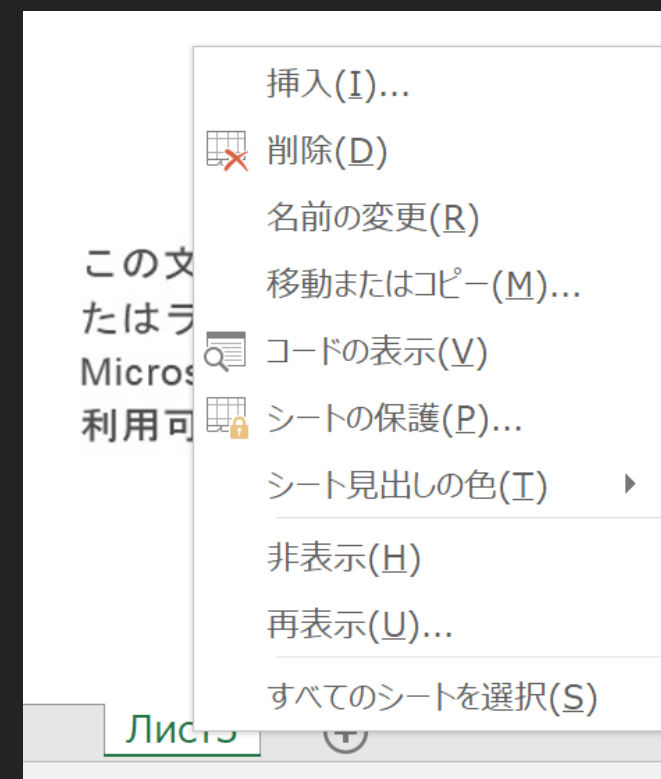 挿入(I)...
削除(D)
名前の変更(R)
移動またはコピー(M)...
コードの表示(V)
シートの保護(P)...
シート見出しの色(T)
非表示(H)
再表示(U)...
すべてのシートを選択(S)
この文
たはラ
Micros
利用可
Лист3